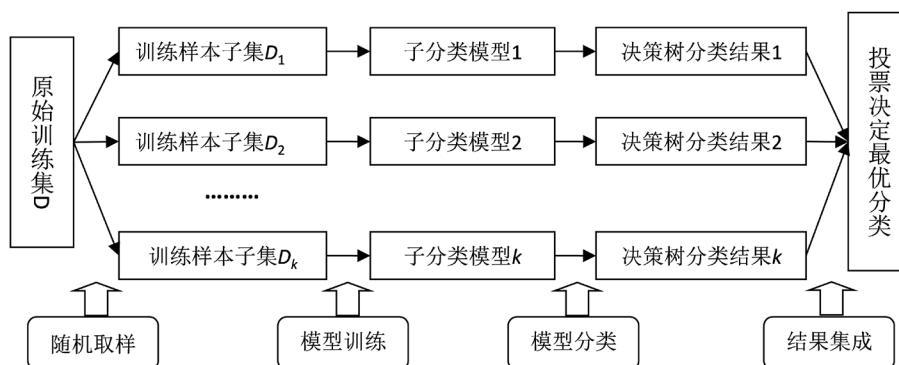 原始训练集D
训练样本子集D₁
子分类模型1
决策树分类结果1
训练样本子集D₂
子分类模型2
决策树分类结果2
………
训练样本子集Dₖ
子分类模型k
决策树分类结果k
投票决定最优分类
随机取样
模型训练
模型分类
结果集成